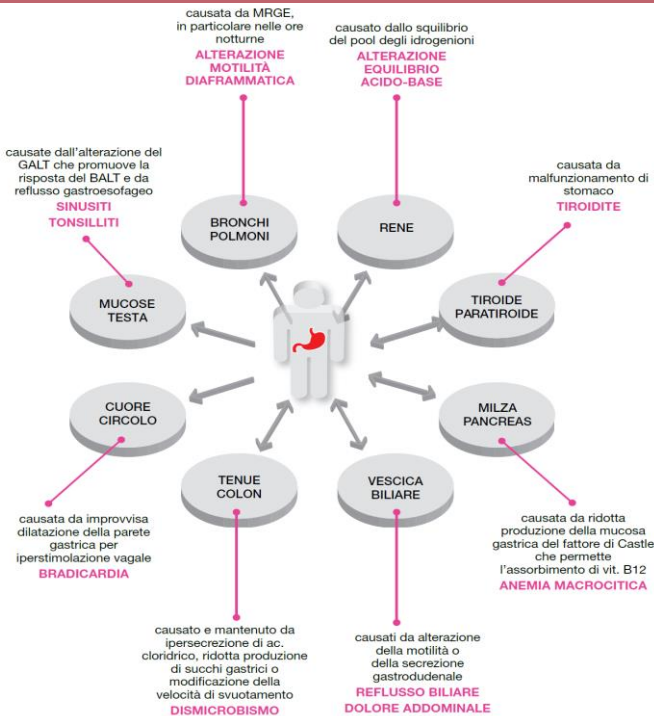 causata da MRGE,
in particolare nelle ore
notturne
ALTERAZIONE
MOTILITÀ
DIAFRAMMATICA
causato dallo squilibrio
del pool degli idrogenioni
ALTERAZIONE
EQUILIBRIO
ACIDO-BASE
causate dall'alterazione del
GALT che promuove la
risposta del BALT e da
reflusso gastroesofageo
SINUSITI
TONSILLITI
causata da
malfunzionamento di
stomaco
TIROIDITE
BRONCHI
POLMONI
RENE
MUCOSE
TESTA
TIROIDE
PARATIROIDE
CUORE
CIRCOLO
MILZA
PANCREAS
TENUE
COLON
VESCICA
BILIARE
causata da improvvisa
dilatazione della parete
gastrica per
iperstimolazione vagale
BRADICARDIA
causata da ridotta
produzione della mucosa
gastrica del fattore di Castle
che permette
l'assorbimento di vit. B12
ANEMIA MACROCITICA
causato e mantenuto da
ipersecrezione di ac.
cloridrico, ridotta produzione
di succhi gastrici o
modificazione della
velocità di svuotamento
DISMICROBISMO
causati da alterazione
della motilità o
della secrezione
gastrodudenale
REFLUSSO BILIARE
DOLORE ADDOMINALE